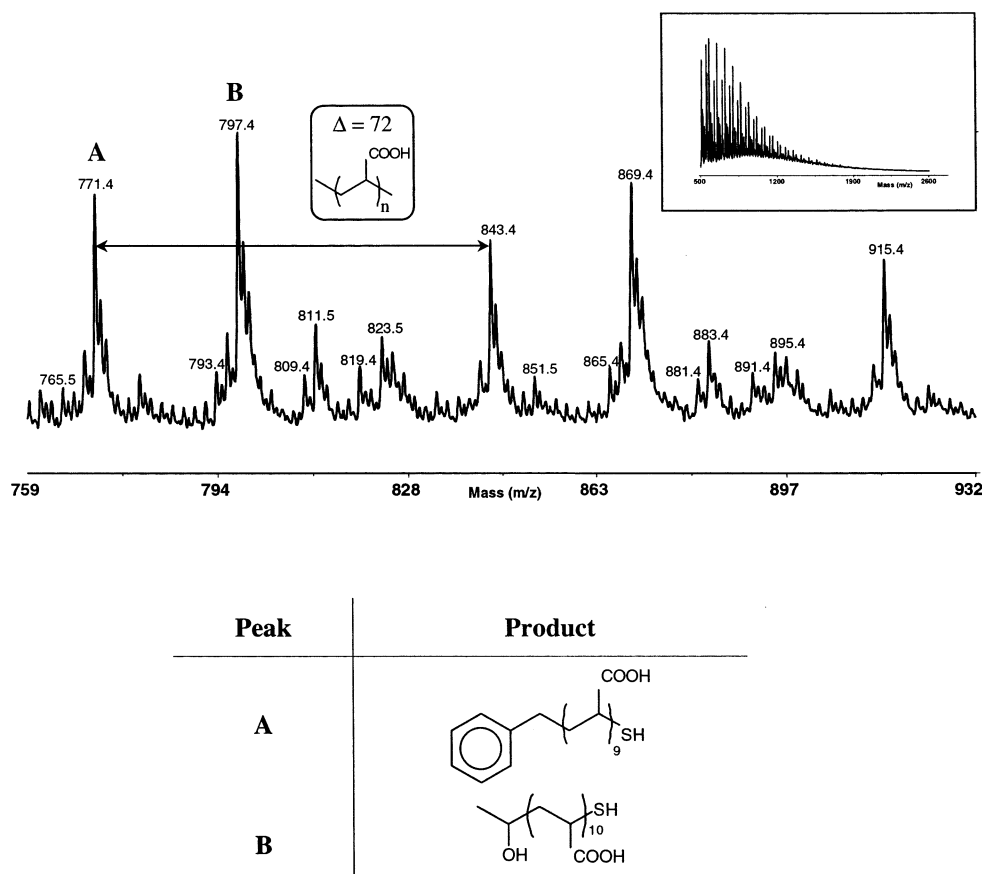 B
797.4
A
771.4
Δ = 72
COOH
n
869.4
843.4
915.4
811.5
823.5
793.4
809.4
819.4
765.5
851.5
865.4
883.4
881.4
891.4
895.4
500 1200 1900 2600
Mass (m/z)
759 794 828 863 897 932
Mass (m/z)
Peak Product
A
COOH
SH
9
B
SH
10
OH
COOH